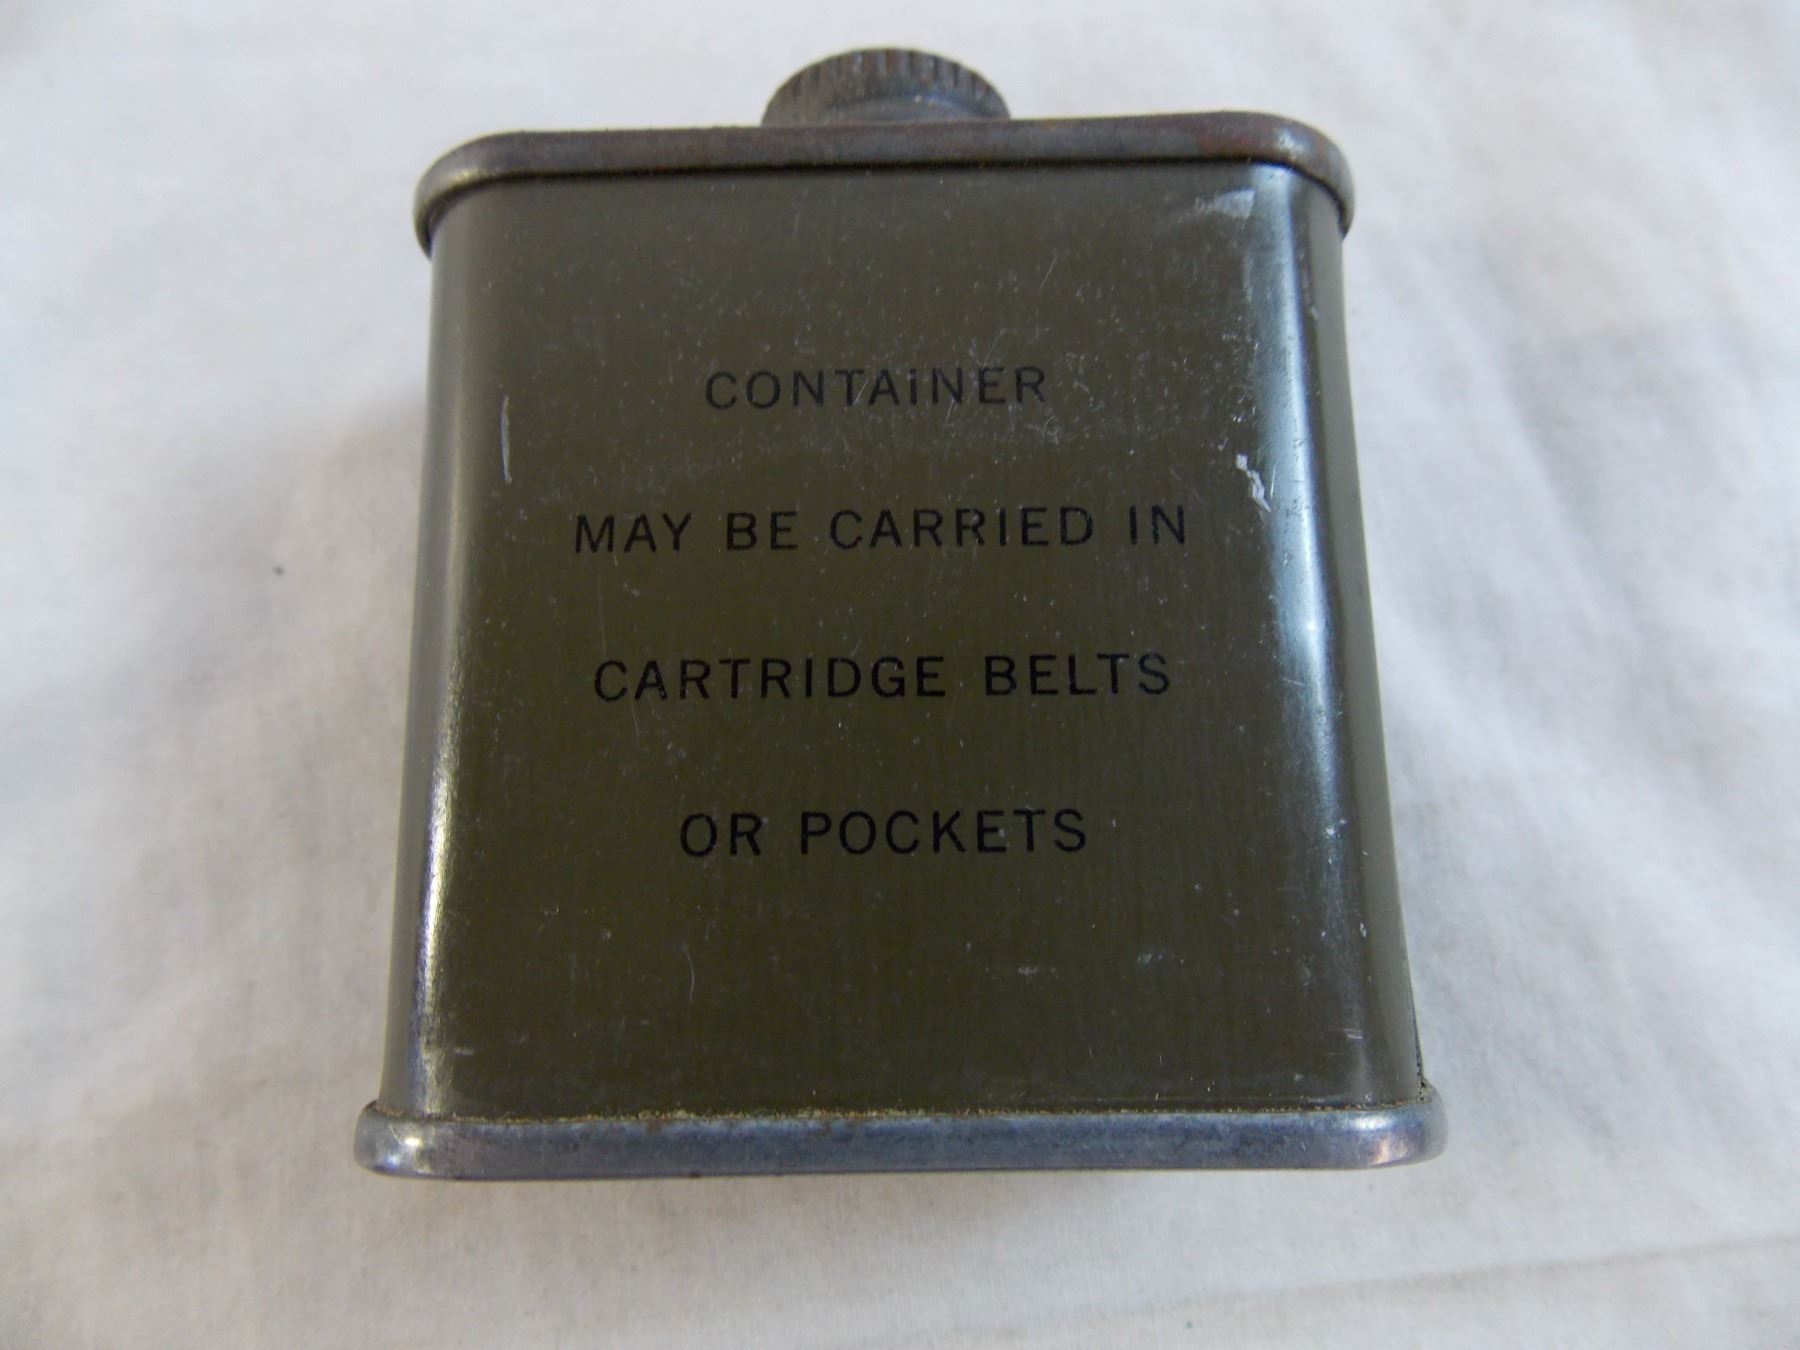 CONTAINER
MAY BE CARRIED IN
CARTRIDGE BELTS
OR POCKETS